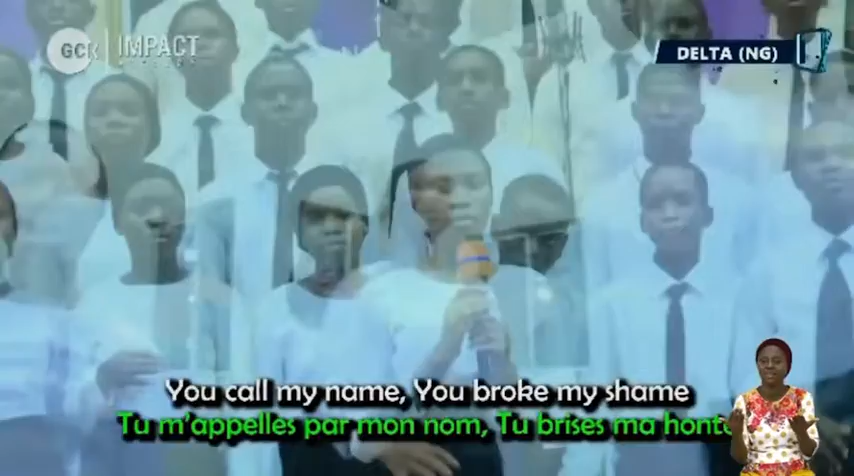 GCK | IMPACT
DELTA (NG)
You call my name, You broke my shame
Tu m'appelles par mon nom, Tu brises ma honte